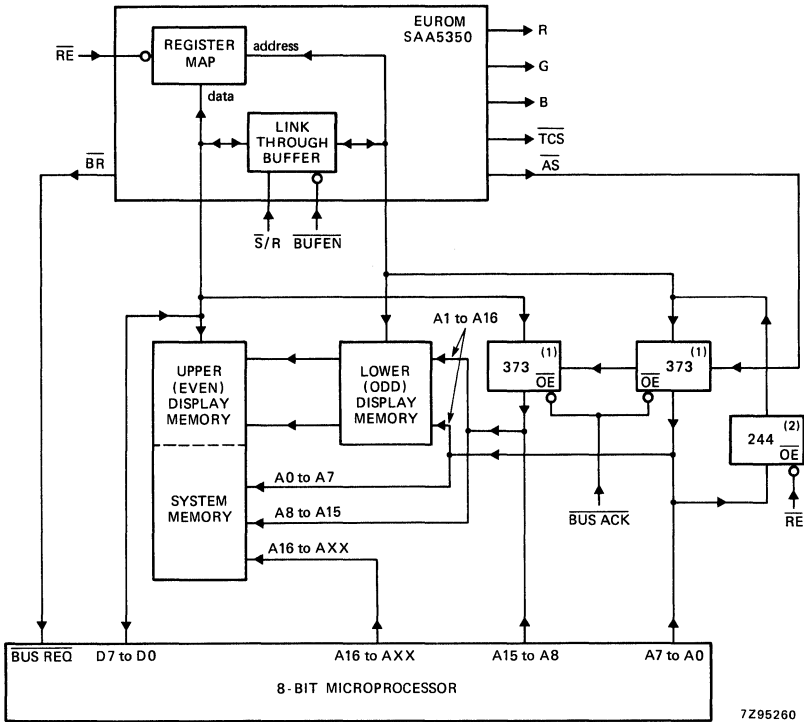 EUROM
SAA5350
R
G
B
TCS
AS
RE
REGISTER
MAP
address
data
LINK
THROUGH
BUFFER
BR
S/R
BUFEN
A1 to A16
UPPER
(EVEN)
DISPLAY
MEMORY
LOWER
(ODD)
DISPLAY
MEMORY
373 (1)
OE
373 (1)
OE
244 (2)
OE
SYSTEM
MEMORY
A0 to A7
A8 to A15
A16 to AXX
BUS ACK
RE
BUS REQ
D7 to D0
A16 to AXX
A15 to A8
A7 to A0
8-BIT MICROPROCESSOR
7Z95260